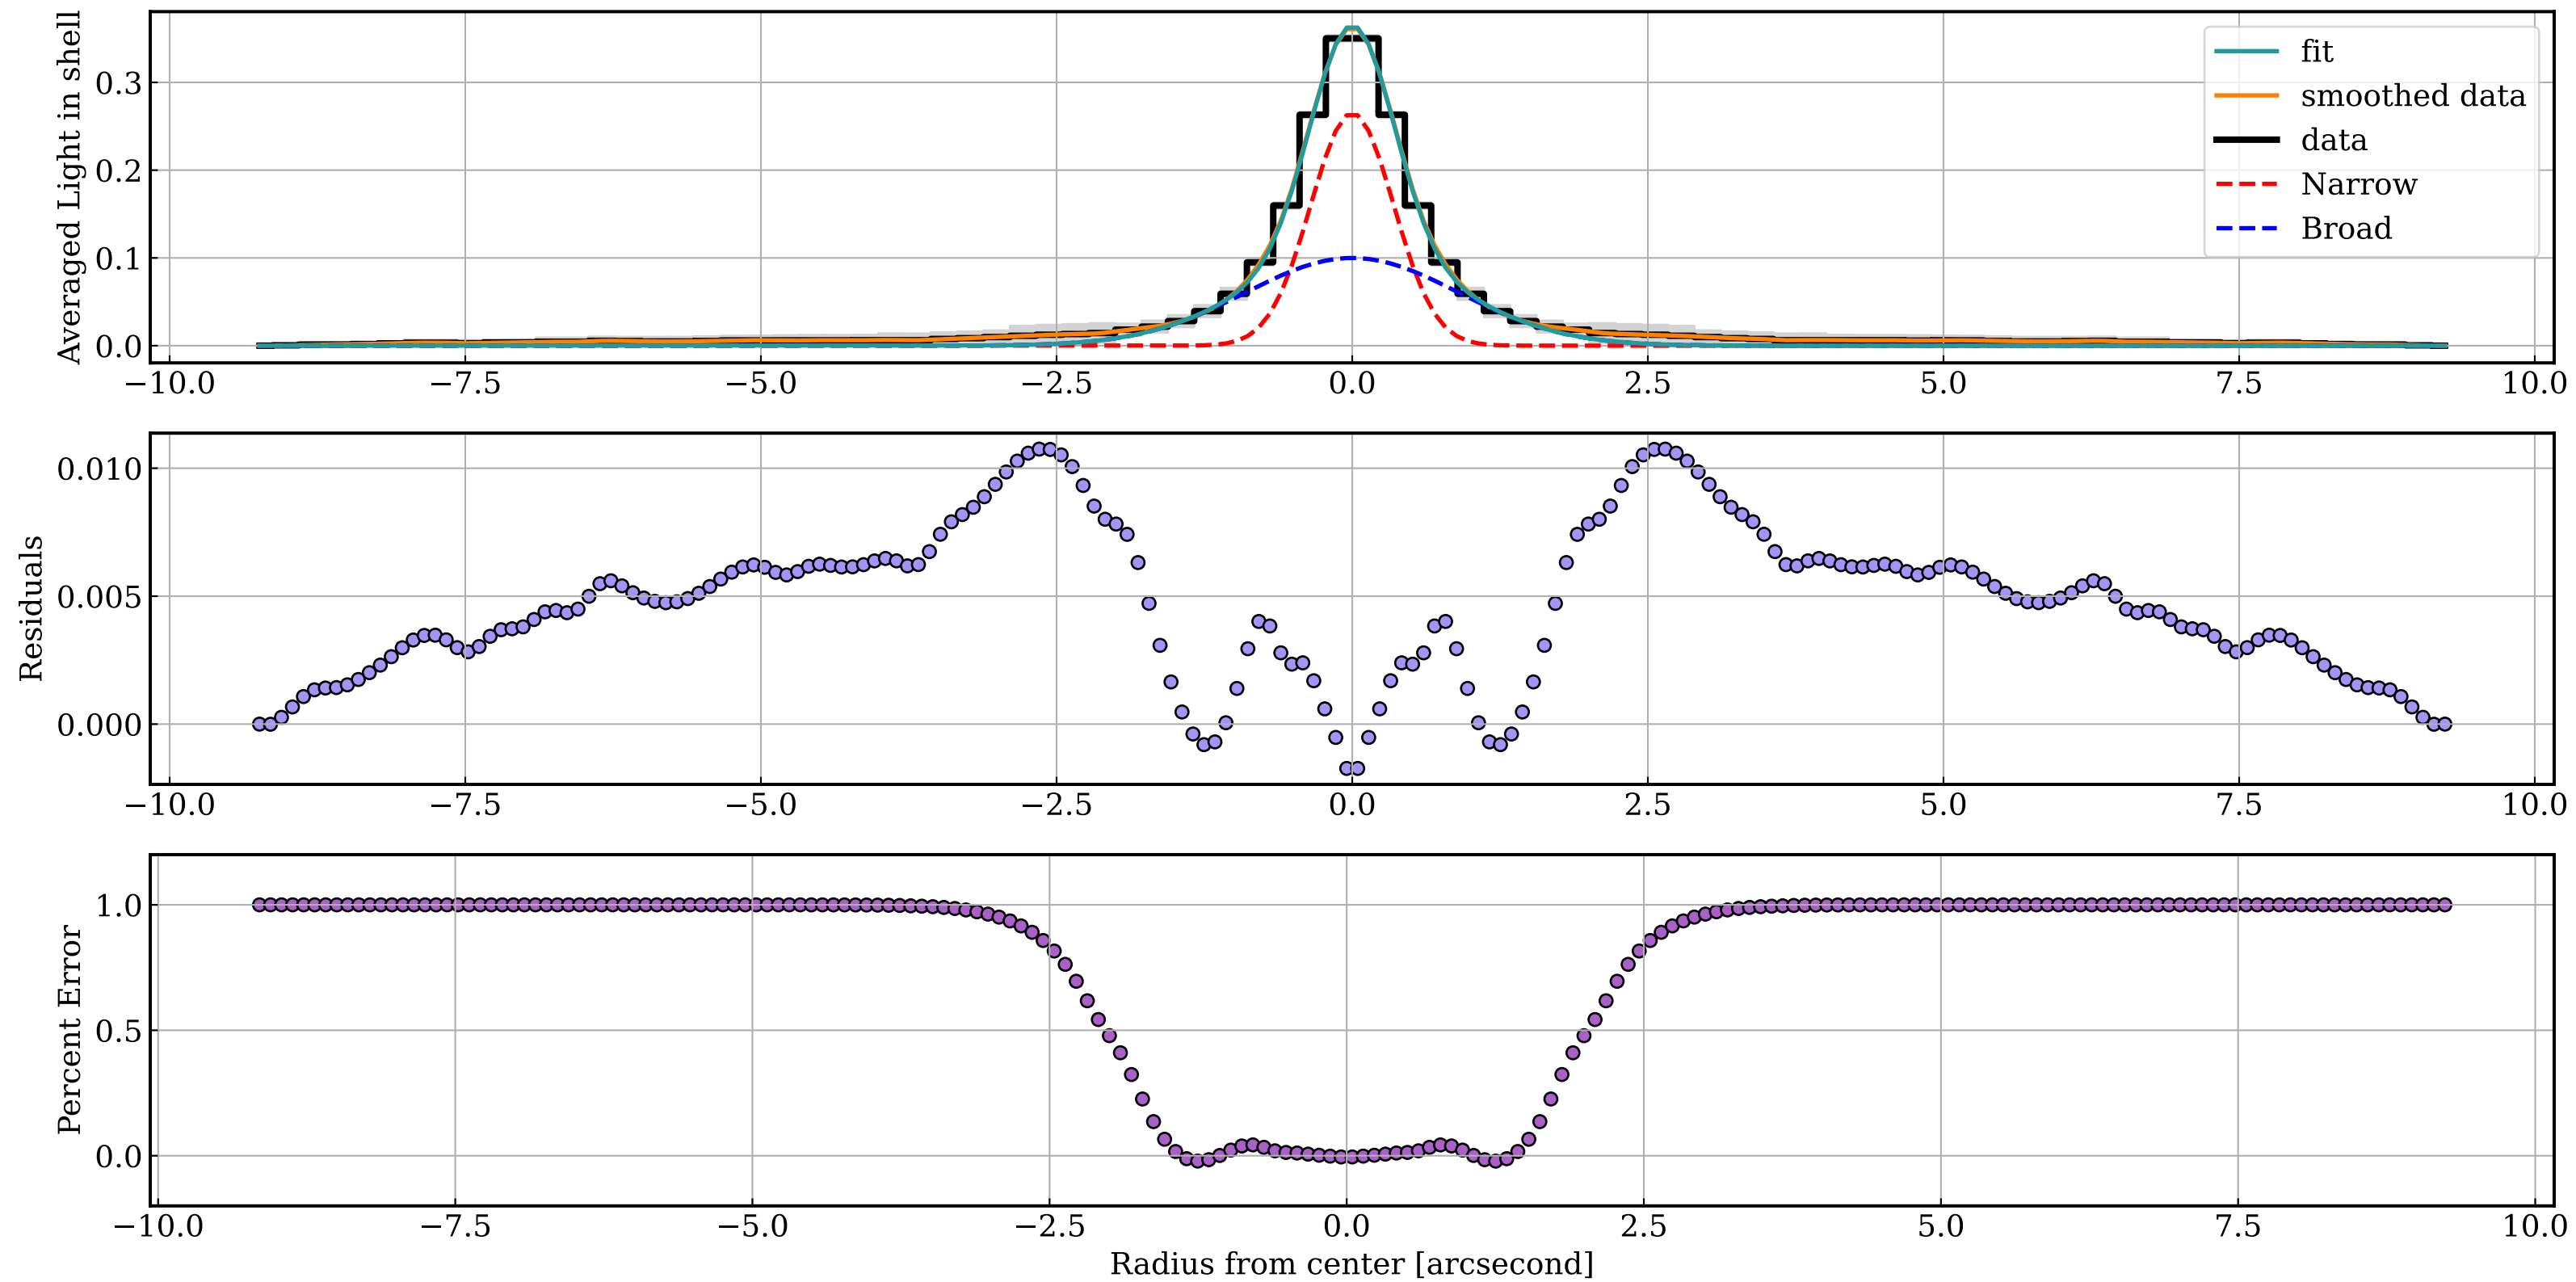 Averaged Light in shell
0.3
0.2
0.1
0.0
fit
smoothed data
data
Narrow
Broad
−10.0 −7.5 −5.0 −2.5 0.0 2.5 5.0 7.5 10.0
Residuals
0.010
0.005
0.000
−10.0 −7.5 −5.0 −2.5 0.0 2.5 5.0 7.5 10.0
Percent Error
1.0
0.5
0.0
−10.0 −7.5 −5.0 −2.5 0.0 2.5 5.0 7.5 10.0
Radius from center [arcsecond]